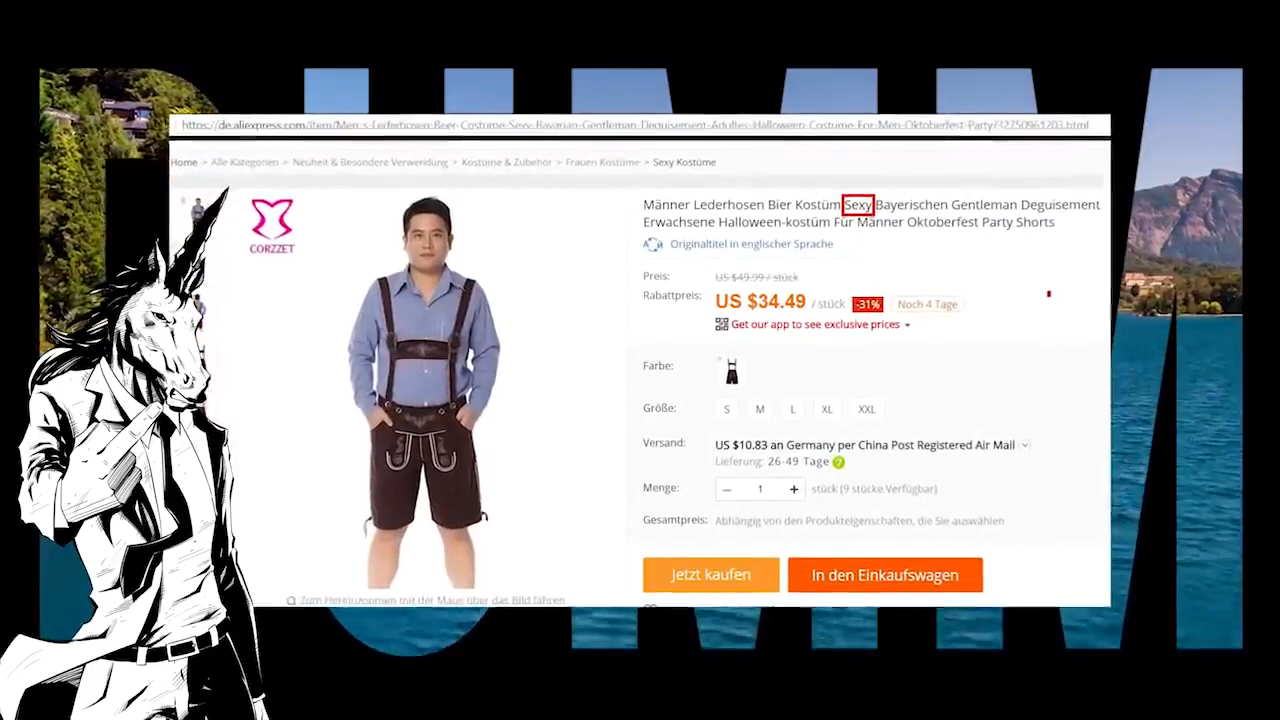 DUMM
https://de.aliexpress.com/item/Men-s-Lederhosen-Beer-Costume-Sexy-Bavarian-Gentleman-Deguisement-Adultes-Halloween-Costume-For-Men-Oktoberfest-Party/32750961203.html
Home > Alle Kategorien > Neuheit & Besondere Verwendung > Kostüme & Zubehör > Frauen Kostüme > Sexy Kostüme
CORZZET
Männer Lederhosen Bier Kostüm Sexy Bayerischen Gentleman Deguisement
Erwachsene Halloween-kostüm Für Männer Oktoberfest Party Shorts
Originaltitel in englischer Sprache
Preis: US $49.99 / stück
Rabattpreis: US $34.49 / stück -31% Noch 4 Tage
Get our app to see exclusive prices
Farbe:
Größe: S M L XL XXL
Versand: US $10.83 an Germany per China Post Registered Air Mail
Lieferung: 26-49 Tage ?
Menge: – 1 + stück (9 stücke Verfügbar)
Gesamtpreis: Abhängig von den Produkteigenschaften, die Sie auswählen
Jetzt kaufen In den Einkaufswagen
Zum Hereinzoomen mit der Maus über das Bild fahren